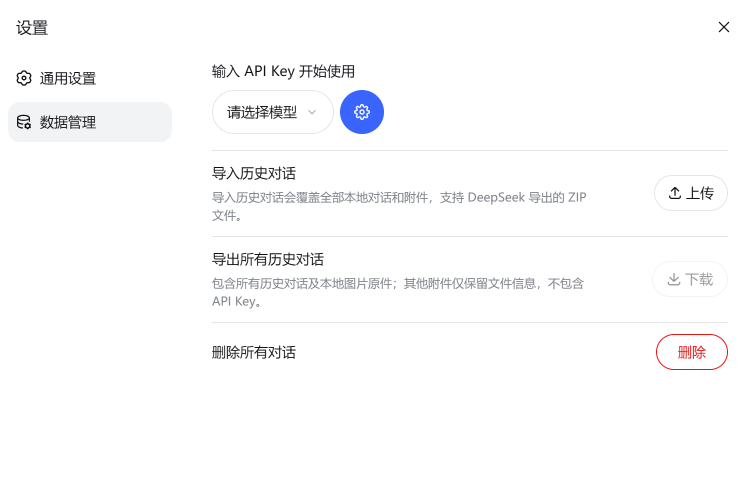 设置
通用设置
数据管理
输入 API Key 开始使用
请选择模型
导入历史对话
导入历史对话会覆盖全部本地对话和附件，支持 DeepSeek 导出的 ZIP
文件。
上传
导出所有历史对话
包含所有历史对话及本地图片原件；其他附件仅保留文件信息，不包含
API Key。
下载
删除所有对话
删除